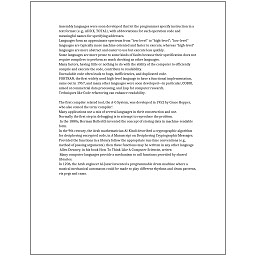 learnable languages were soon developed that let the programmer specify instruction in a
text format (e.g., ADD X, TOTAL), with abbreviations for each operation code and
meaningful names for specifying addresses.
Languages form an approximate spectrum from "low-level" to "high-level"; "low-level"
languages are typically more machine-oriented and faster to execute, whereas "high-level"
languages are more abstract and easier to use but execute less quickly.
Some languages are more prone to some kinds of faults because their specification does not
require compilers to perform as much checking as other languages.
Many factors, having little or nothing to do with the ability of the computer to efficiently
compile and execute the code, contribute to readability.
Unreadable code often leads to bugs, inefficiencies, and duplicated code.
FORTRAN, the first widely used high-level language to have a functional implementation,
came out in 1957, and many other languages were soon developed—in particular, COBOL
aimed at commercial data processing, and Lisp for computer research.
Techniques like Code refactoring can enhance readability.

The first compiler related tool, the A-0 System, was developed in 1952 by Grace Hopper,
who also coined the term 'compiler'.
Many applications use a mix of several languages in their construction and use.
Normally the first step in debugging is to attempt to reproduce the problem.
In the 1880s, Herman Hollerith invented the concept of storing data in machine-readable
form.
In the 9th century, the Arab mathematician Al-Kindi described a cryptographic algorithm
for deciphering encrypted code, in A Manuscript on Deciphering Cryptographic Messages.
Provided the functions in a library follow the appropriate run-time conventions (e.g.,
method of passing arguments), then these functions may be written in any other language.
Allen Downey, in his book How To Think Like A Computer Scientist, writes:
Many computer languages provide a mechanism to call functions provided by shared
libraries.
In 1206, the Arab engineer Al-Jazari invented a programmable drum machine where a
musical mechanical automaton could be made to play different rhythms and drum patterns,
via pegs and cams.